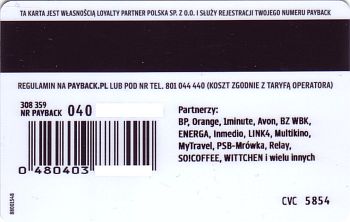 TA KARTA JEST WŁASNOŚCIĄ LOYALTY PARTNER POLSKA SP. Z O.O. I SŁUŻY REJESTRACJI TWOJEGO NUMERU PAYBACK
REGULAMIN NA PAYBACK.PL LUB POD NR TEL. 801 044 440 (KOSZT ZGODNIE Z TARYFĄ OPERATORA)
308 359
NR PAYBACK 040
0 480403
Partnerzy:
BP, Orange, 1minute, Avon, BZ WBK,
ENERGA, Inmedio, LINK4, Multikino,
MyTravel, PSB-Mrówka, Relay,
SOICOFFEE, WITTCHEN i wielu innych
CVC 5854